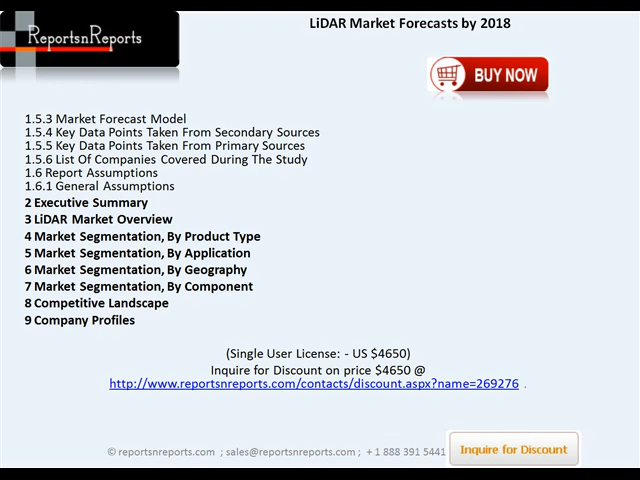 LiDAR Market Forecasts by 2018
ReportsnReports
BUY NOW
1.5.3 Market Forecast Model
1.5.4 Key Data Points Taken From Secondary Sources
1.5.5 Key Data Points Taken From Primary Sources
1.5.6 List Of Companies Covered During The Study
1.6 Report Assumptions
1.6.1 General Assumptions
2 Executive Summary
3 LiDAR Market Overview
4 Market Segmentation, By Product Type
5 Market Segmentation, By Application
6 Market Segmentation, By Geography
7 Market Segmentation, By Component
8 Competitive Landscape
9 Company Profiles
(Single User License: - US $4650)
Inquire for Discount on price $4650 @
http://www.reportsnreports.com/contacts/discount.aspx?name=269276 .
© reportsnreports.com ; sales@reportsnreports.com ; + 1 888 391 5441
Inquire for Discount